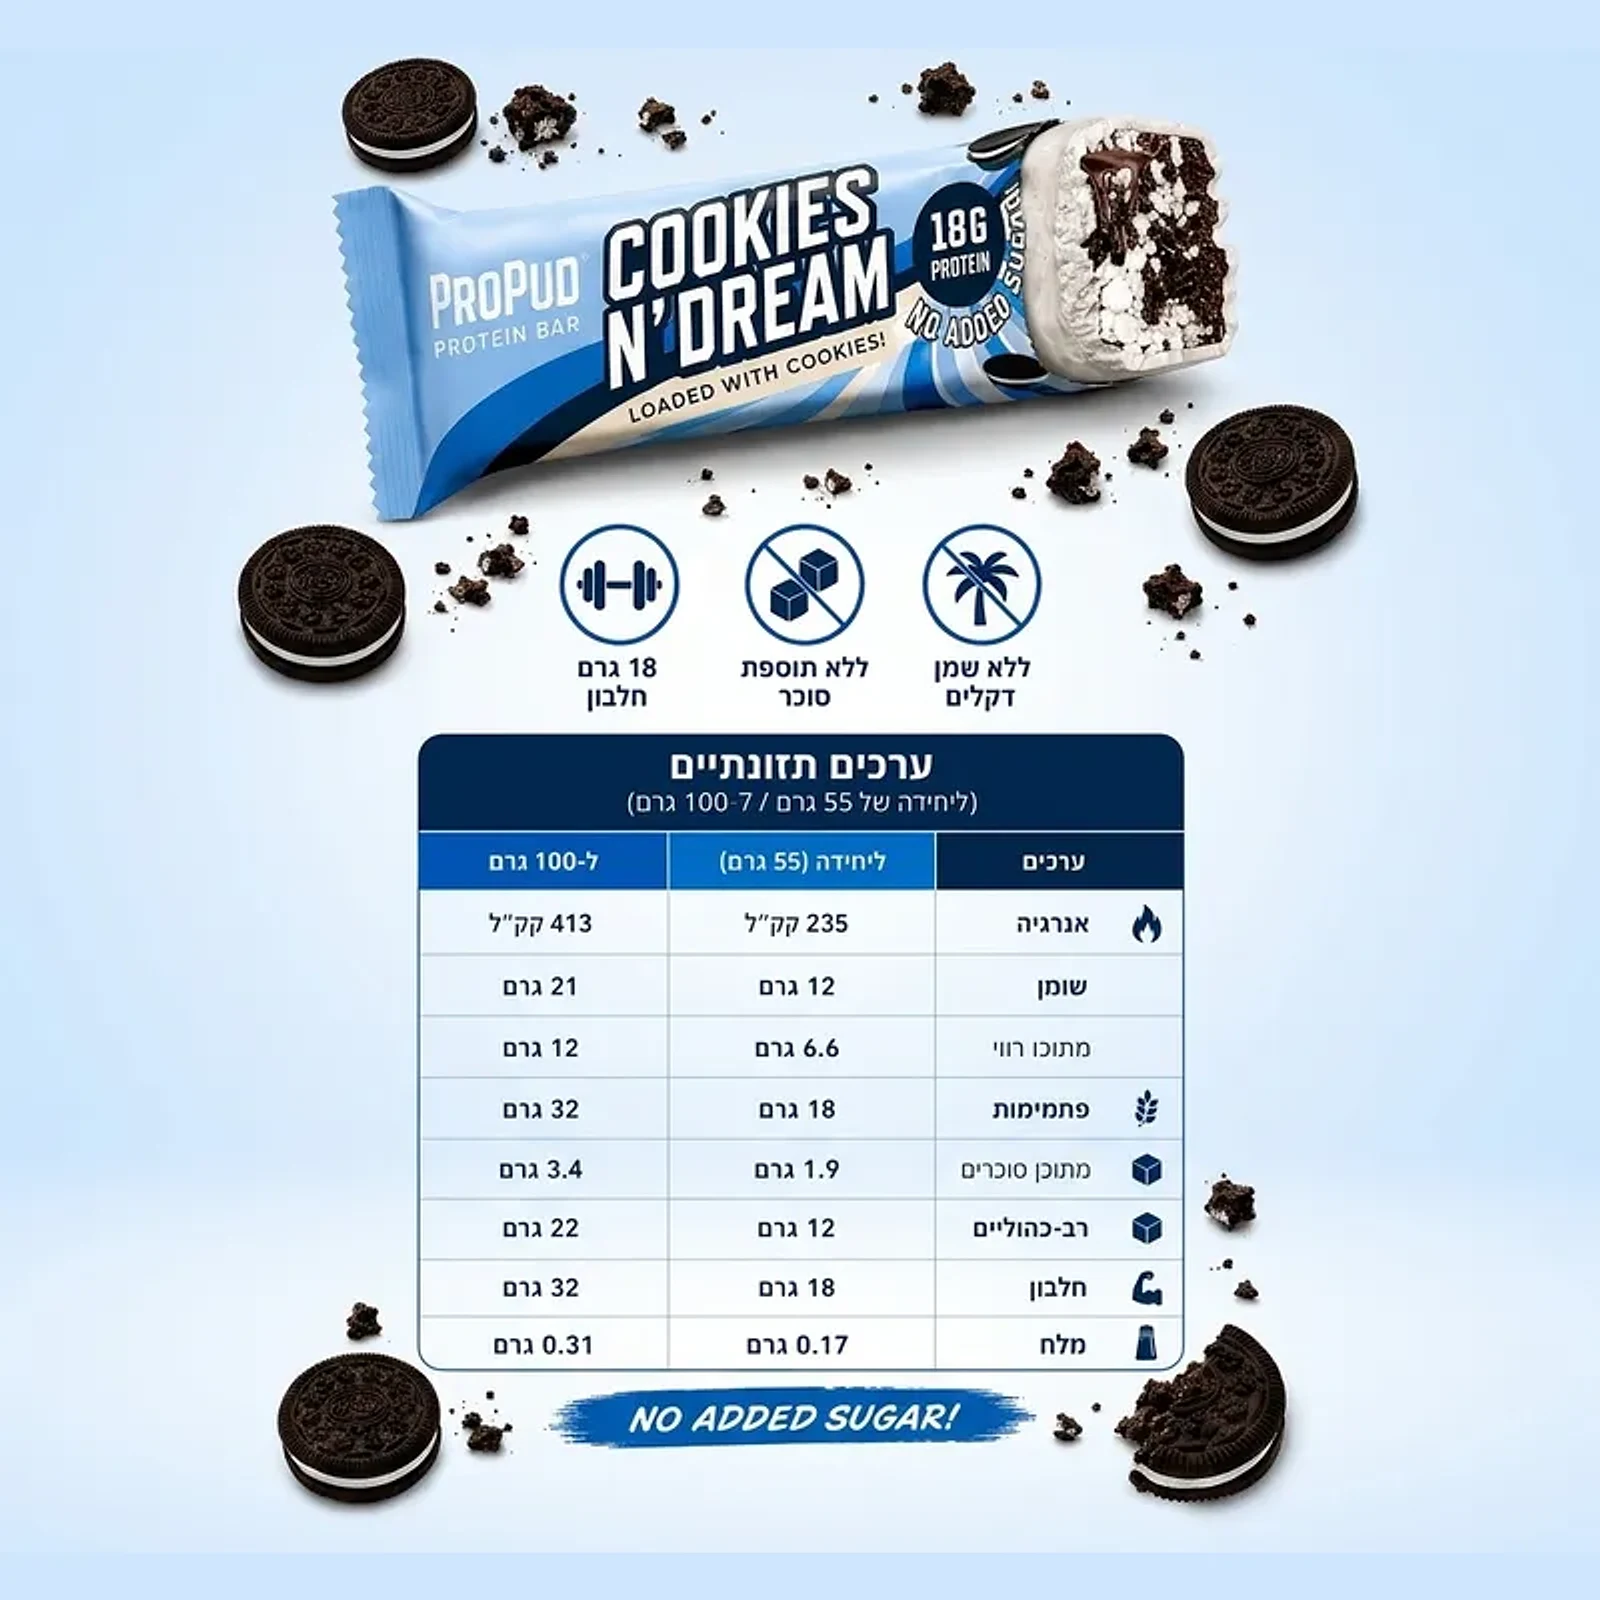 PROPUD
PROTEIN BAR
COOKIES
N' DREAM
LOADED WITH COOKIES!
18G
PROTEIN
NO ADDED SUGAR!
18 גרם
חלבון
ללא תוספת
סוכר
ללא שמן
דקלים
ערכים תזונתיים
(ליחידה של 55 גרם / 7-100 גרם)
ערכים ליחידה (55 גרם) ל-100 גרם
אנרגיה 235 קק״ל 413 קק״ל
שומן 12 גרם 21 גרם
מתוכו רווי 6.6 גרם 12 גרם
פחמימות 18 גרם 32 גרם
מתוכן סוכרים 1.9 גרם 3.4 גרם
רב-כהוליים 12 גרם 22 גרם
חלבון 18 גרם 32 גרם
מלח 0.17 גרם 0.31 גרם
NO ADDED SUGAR!